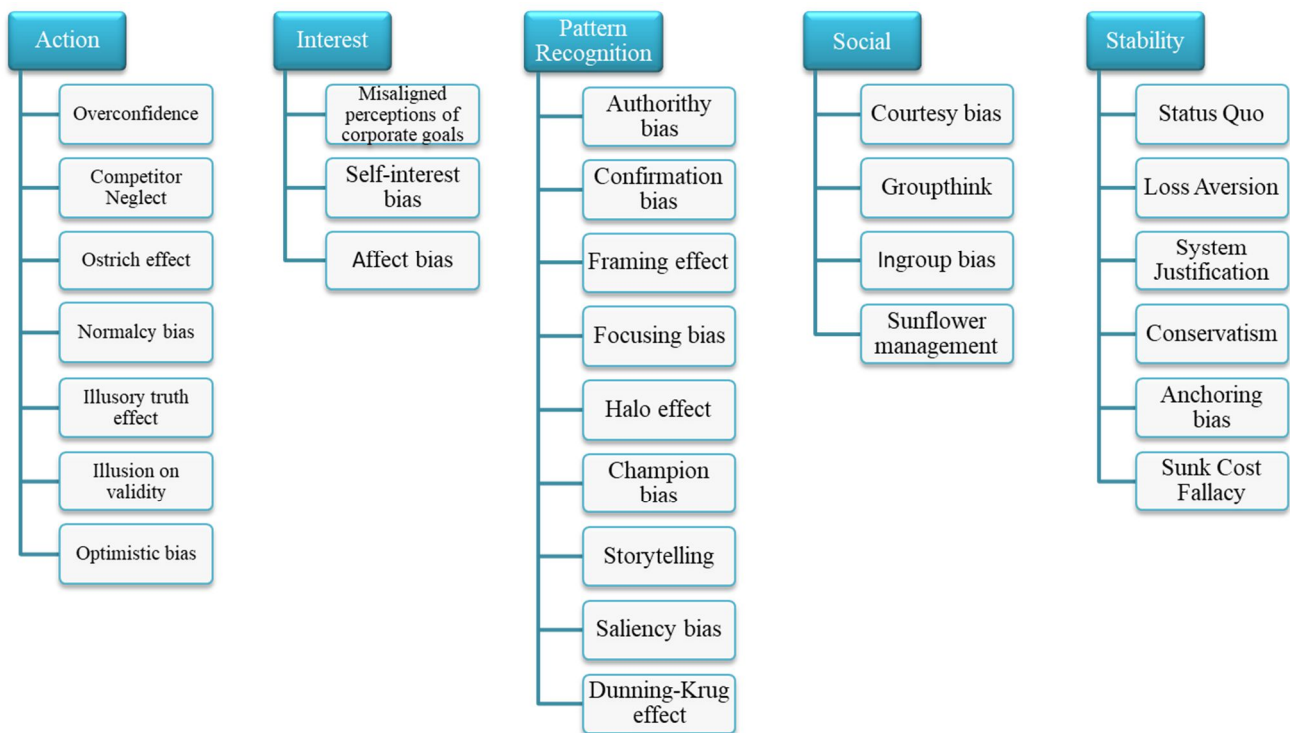 Action
Overconfidence
Competitor
Neglect
Ostrich effect
Normalcy bias
Illusory truth
effect
Illusion on
validity
Optimistic bias
Interest
Misaligned
perceptions of
corporate goals
Self-interest
bias
Affect bias
Pattern
Recognition
Authorithy
bias
Confirmation
bias
Framing effect
Focusing bias
Halo effect
Champion
bias
Storytelling
Saliency bias
Dunning-Krug
effect
Social
Courtesy bias
Groupthink
Ingroup bias
Sunflower
management
Stability
Status Quo
Loss Aversion
System
Justification
Conservatism
Anchoring
bias
Sunk Cost
Fallacy